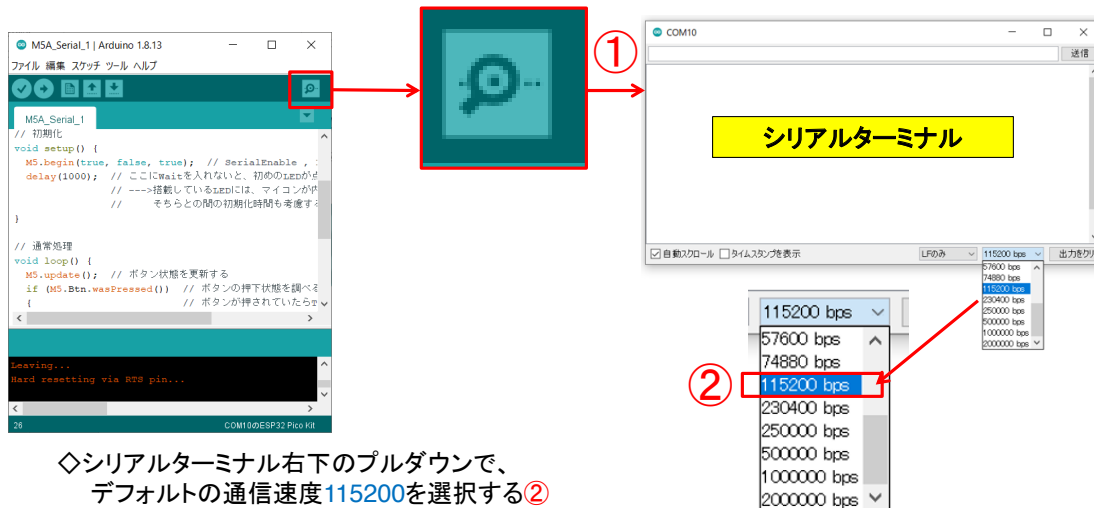 M5A_Serial_1 | Arduino 1.8.13
ファイル 編集 スケッチ ツール ヘルプ
M5A_Serial_1
// 初期化
void setup() {
M5.begin(true, false, true); // SerialEnable ,
delay(1000); // ここにWaitを入れないと、初めのLEDが点
// --->搭載しているLEDには、マイコンが内
// そちらとの間の初期化時間も考慮す
}
// 通常処理
void loop() {
M5.update(); // ボタン状態を更新する
if (M5.Btn.wasPressed()) // ボタンの押下状態を調べる
{ // ボタンが押されていたら
Leaving...
Hard resetting via RTS pin...
26 COM10のESP32 Pico Kit
①
COM10
送信
シリアルターミナル
自動スクロール タイムスタンプを表示 LFのみ 115200 bps 出力をクリ
57600 bps
74880 bps
115200 bps
230400 bps
250000 bps
500000 bps
1000000 bps
2000000 bps
115200 bps
57600 bps
74880 bps
② 115200 bps
230400 bps
250000 bps
500000 bps
1000000 bps
2000000 bps
◇シリアルターミナル右下のプルダウンで、
デフォルトの通信速度115200を選択する②